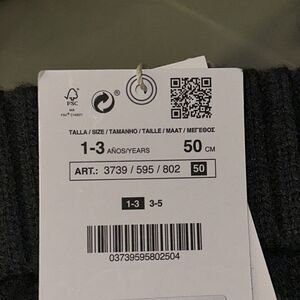 FSC
TALLA / SIZE / TAMANHO / TAILLE / MAAT / ΜΕΓΕΘΟΣ
1-3 AÑOS/YEARS 50 CM
ART.: 3739 / 595 / 802 50
1-3 3-5
03739595802504